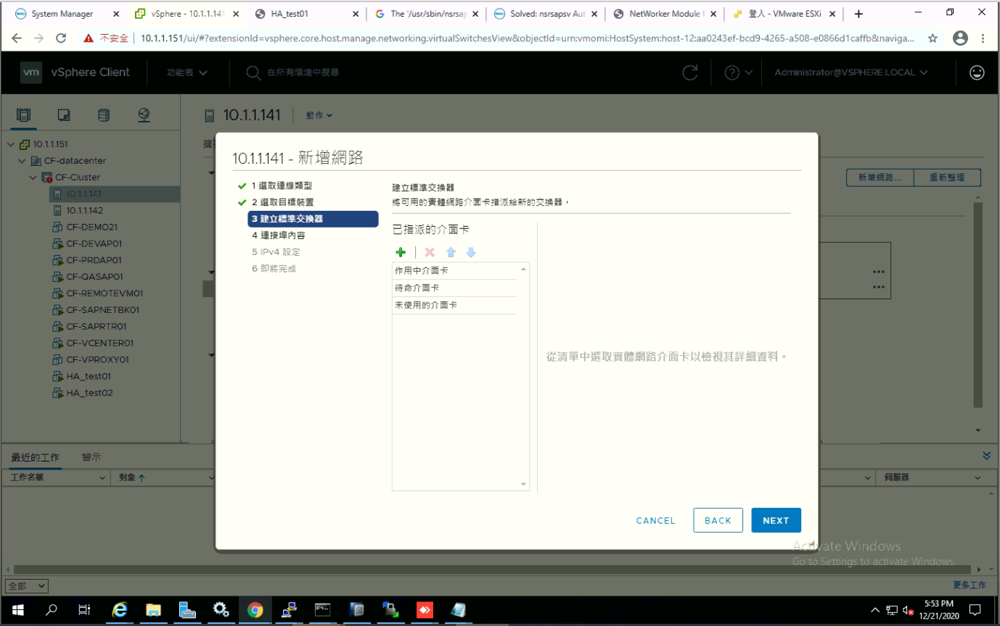 System Manager
vSphere - 10.1.1.141
HA_test01
The '/usr/sbin/nsrsap
Solved: nsrsapsv Aut
NetWorker Module f
登入 - VMware ESXi
不安全
10.1.1.151/ui/#?extensionId=vsphere.core.host.manage.networking.virtualSwitchesView&objectId=urn:vmomi:HostSystem:host-12:aa0243ef-bcd9-4265-a508-e0866d1caffb&naviga...
vm
vSphere Client
功能表
在所有環境中搜尋
Administrator@VSPHERE.LOCAL
10.1.1.141
動作
10.1.1.151
CF-datacenter
CF-Cluster
10.1.1.141
10.1.1.142
CF-DEMO21
CF-DEVAP01
CF-PRDAP01
CF-QASAP01
CF-REMOTEVM01
CF-SAPNETBK01
CF-SAPRTR01
CF-VCENTER01
CF-VPROXY01
HA_test01
HA_test02
新增網路...
重新整理
10.1.1.141 - 新增網路
1 選取連線類型
2 選取目標裝置
3 建立標準交換器
4 連接埠內容
5 IPv4 設定
6 即將完成
建立標準交換器
將可用的實體網路介面卡指派給新的交換器。
已指派的介面卡
作用中介面卡
待命介面卡
未使用的介面卡
從清單中選取實體網路介面卡以檢視其詳細資料。
CANCEL
BACK
NEXT
最近的工作
警示
工作名稱
對象
伺服器
Activate Windows
Go to Settings to activate Windows.
全部
更多工作
5:53 PM
12/21/2020